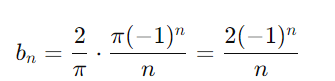 b_n = \frac{2}{\pi} \cdot \frac{\pi(-1)^n}{n} = \frac{2(-1)^n}{n}